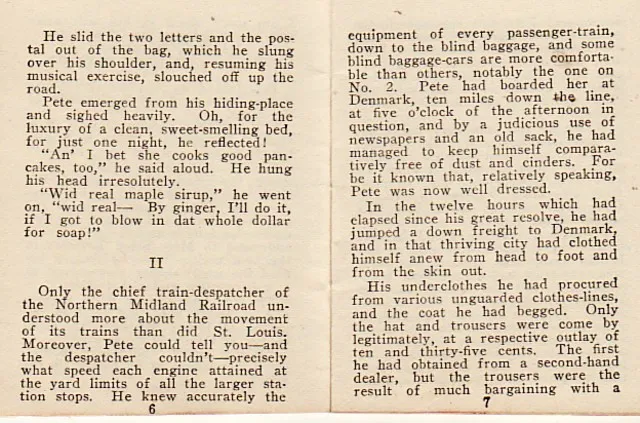 He slid the two letters and the pos-
tal out of the bag, which he slung
over his shoulder, and, resuming his
musical exercise, slouched off up the
road.
Pete emerged from his hiding-place
and sighed heavily. Oh, for the
luxury of a clean, sweet-smelling bed,
for just one night, he reflected!
"An' I bet she cooks good pan-
cakes, too," he said aloud. He hung
his head irresolutely.
"Wid real maple sirup," he went
on, "wid real— By ginger, I'll do it,
if I got to blow in dat whole dollar
for soap!"
II
Only the chief train-despatcher of
the Northern Midland Railroad un-
derstood more about the movement
of its trains than did St. Louis.
Moreover, Pete could tell you—and
the despatcher couldn't—precisely
what speed each engine attained at
the yard limits of all the larger sta-
tion stops. He knew accurately the
6
equipment of every passenger-train,
down to the blind baggage, and some
blind baggage-cars are more comforta-
ble than others, notably the one on
No. 2. Pete had boarded her at
Denmark, ten miles down the line,
at five o'clock of the afternoon in
question, and by a judicious use of
newspapers and an old sack, he had
managed to keep himself compara-
tively free of dust and cinders. For
be it known that, relatively speaking,
Pete was now well dressed.
In the twelve hours which had
elapsed since his great resolve, he had
jumped a down freight to Denmark,
and in that thriving city had clothed
himself anew from head to foot and
from the skin out.
His underclothes he had procured
from various unguarded clothes-lines,
and the coat he had begged. Only
the hat and trousers were come by
legitimately, at a respective outlay of
ten and thirty-five cents. The first
he had obtained from a second-hand
dealer, but the trousers were the
result of much bargaining with a
7